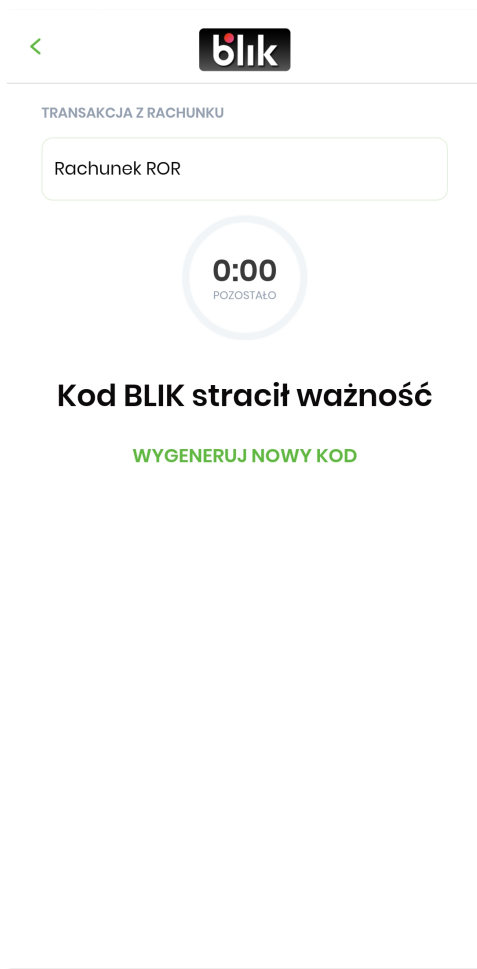 blik
TRANSAKCJA Z RACHUNKU
Rachunek ROR
0:00
POZOSTAŁO
Kod BLIK stracił ważność
WYGENERUJ NOWY KOD